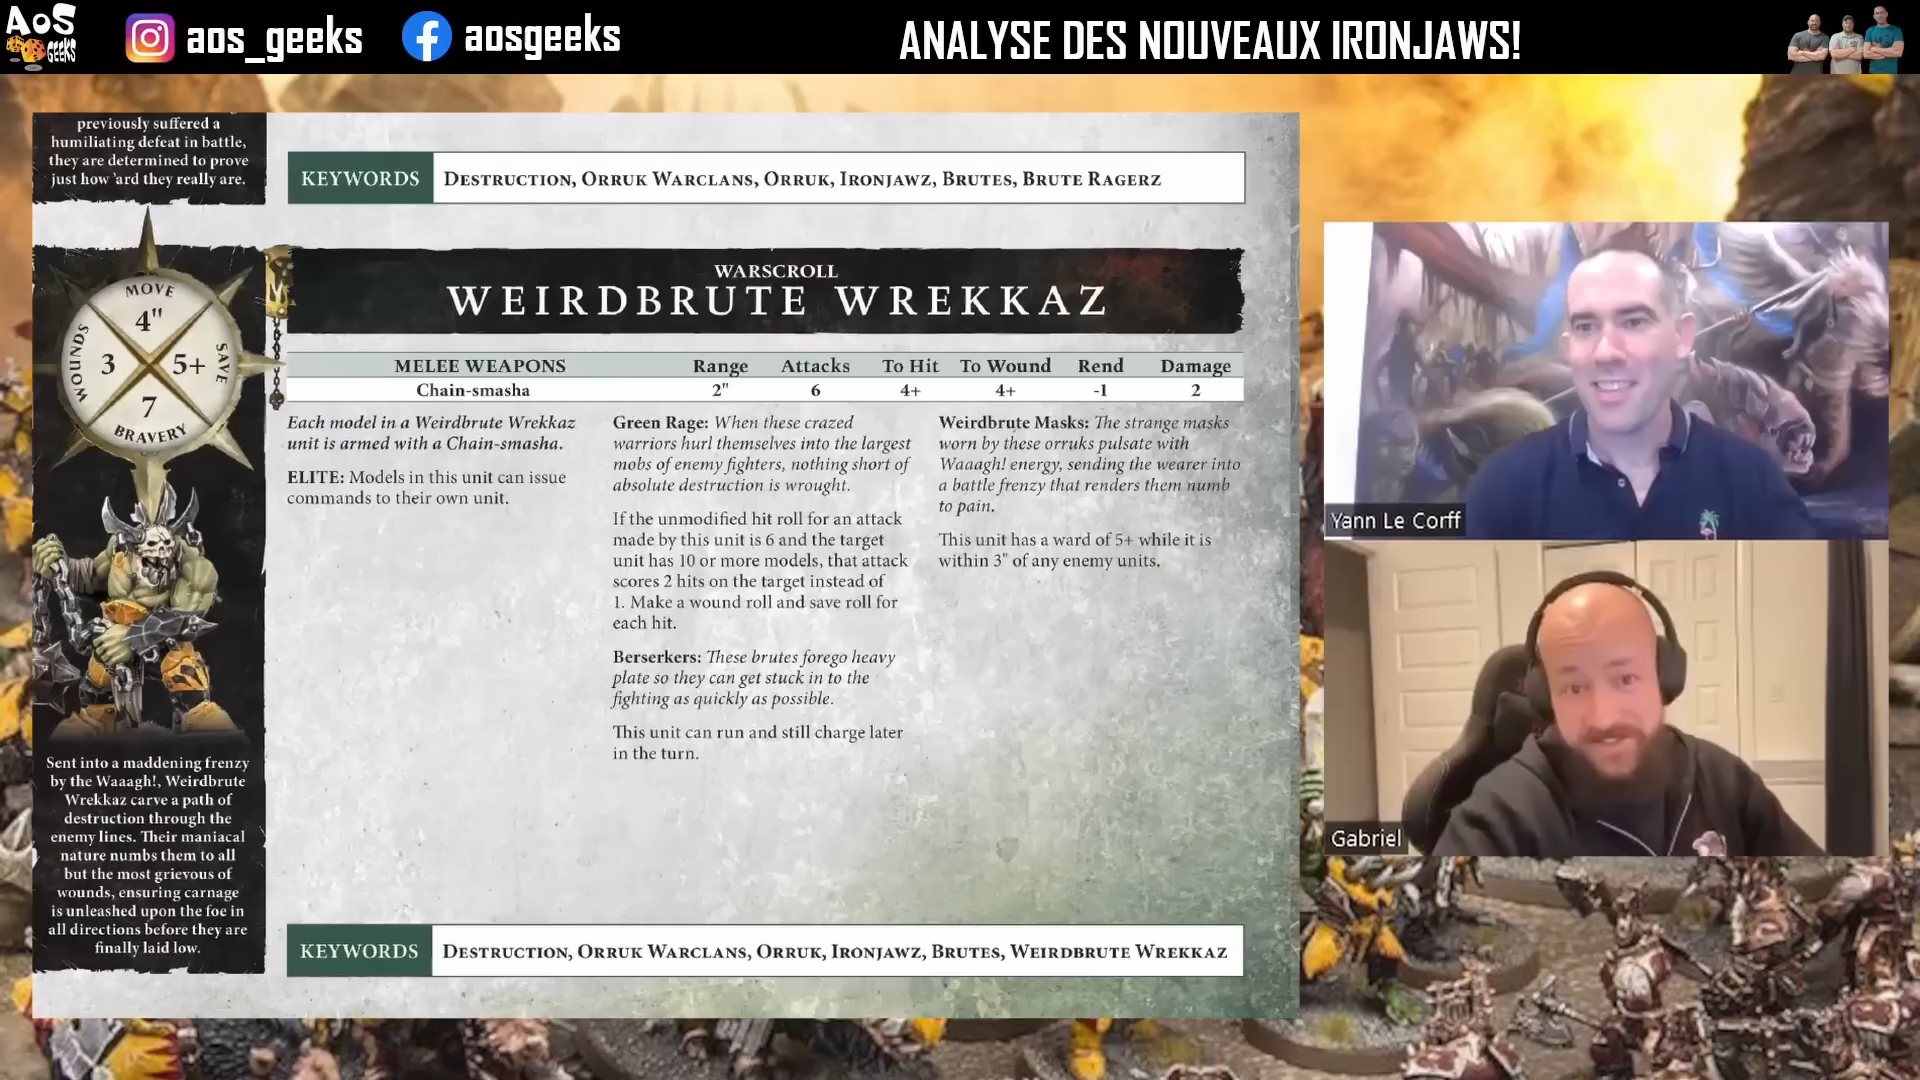 AoS GEEKS
aos_geeks
aosgeeks
ANALYSE DES NOUVEAUX IRONJAWS!
previously suffered a
humiliating defeat in battle,
they are determined to prove
just how 'ard they really are.
KEYWORDS
DESTRUCTION, ORRUK WARCLANS, ORRUK, IRONJAWZ, BRUTES, BRUTE RAGERZ
MOVE
4"
WOUNDS
3
5+
SAVE
7
BRAVERY
WARSCROLL
WEIRDBRUTE WREKKAZ
MELEE WEAPONS Range Attacks To Hit To Wound Rend Damage
Chain-smasha 2" 6 4+ 4+ -1 2
Each model in a Weirdbrute Wrekkaz
unit is armed with a Chain-smasha.
ELITE: Models in this unit can issue
commands to their own unit.
Green Rage: When these crazed
warriors hurl themselves into the largest
mobs of enemy fighters, nothing short of
absolute destruction is wrought.
If the unmodified hit roll for an attack
made by this unit is 6 and the target
unit has 10 or more models, that attack
scores 2 hits on the target instead of
1. Make a wound roll and save roll for
each hit.
Berserkers: These brutes forego heavy
plate so they can get stuck in to the
fighting as quickly as possible.
This unit can run and still charge later
in the turn.
Weirdbrute Masks: The strange masks
worn by these orruks pulsate with
Waaagh! energy, sending the wearer into
a battle frenzy that renders them numb
to pain.
This unit has a ward of 5+ while it is
within 3" of any enemy units.
Sent into a maddening frenzy
by the Waaagh!, Weirdbrute
Wrekkaz carve a path of
destruction through the
enemy lines. Their maniacal
nature numbs them to all
but the most grievous of
wounds, ensuring carnage
is unleashed upon the foe in
all directions before they are
finally laid low.
KEYWORDS
DESTRUCTION, ORRUK WARCLANS, ORRUK, IRONJAWZ, BRUTES, WEIRDBRUTE WREKKAZ
Yann Le Corff
Gabriel